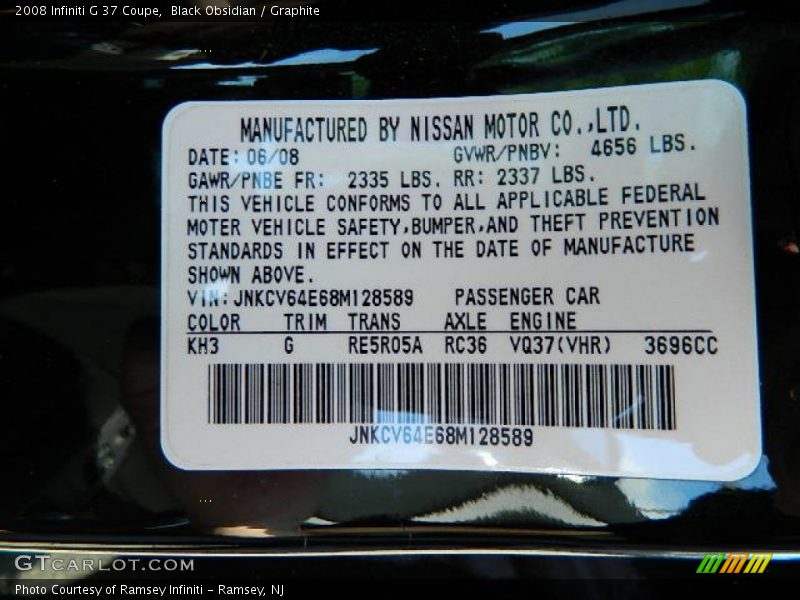 2008 Infiniti G 37 Coupe, Black Obsidian / Graphite
MANUFACTURED BY NISSAN MOTOR CO.,LTD.
DATE: 06/08 GVWR/PNBV: 4656 LBS.
GAWR/PNBE FR: 2335 LBS. RR: 2337 LBS.
THIS VEHICLE CONFORMS TO ALL APPLICABLE FEDERAL
MOTER VEHICLE SAFETY,BUMPER,AND THEFT PREVENTION
STANDARDS IN EFFECT ON THE DATE OF MANUFACTURE
SHOWN ABOVE.
VIN: JNKCV64E68M128589 PASSENGER CAR
COLOR TRIM TRANS AXLE ENGINE
KH3 G RE5R05A RC36 VQ37(VHR) 3696CC
JNKCV64E68M128589
GTCARLOT.COM
Photo Courtesy of Ramsey Infiniti - Ramsey, NJ